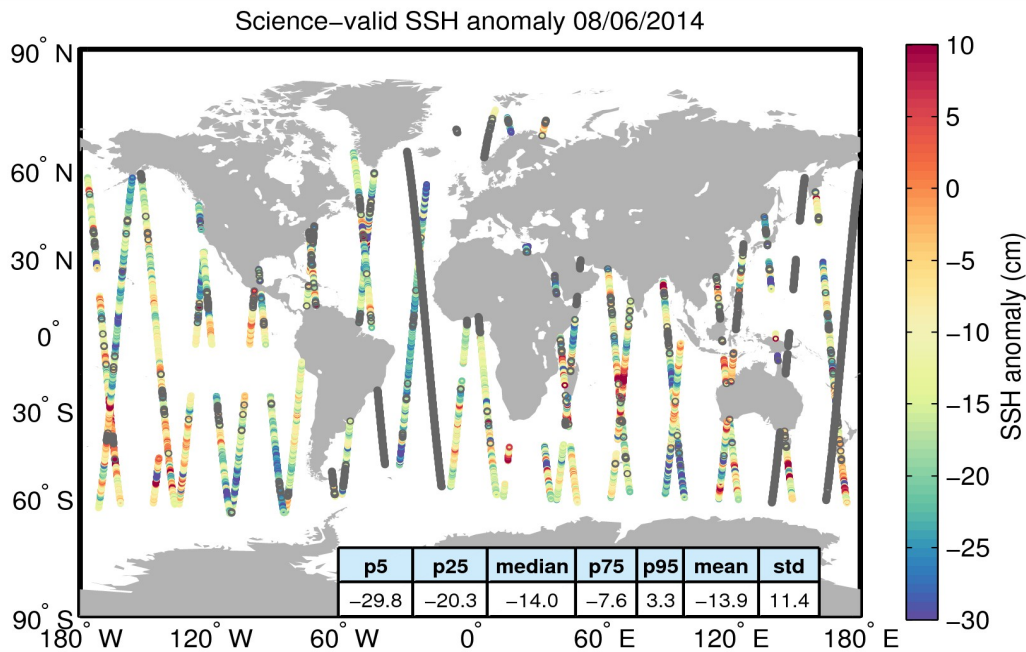 Science−valid SSH anomaly 08/06/2014
90° N
60° N
30° N
0°
30° S
60° S
90° S
180° W
120° W
60° W
0°
60° E
120° E
180° E
p5 p25 median p75 p95 mean std
−29.8 −20.3 −14.0 −7.6 3.3 −13.9 11.4
10
5
0
−5
−10
−15
−20
−25
−30
SSH anomaly (cm)